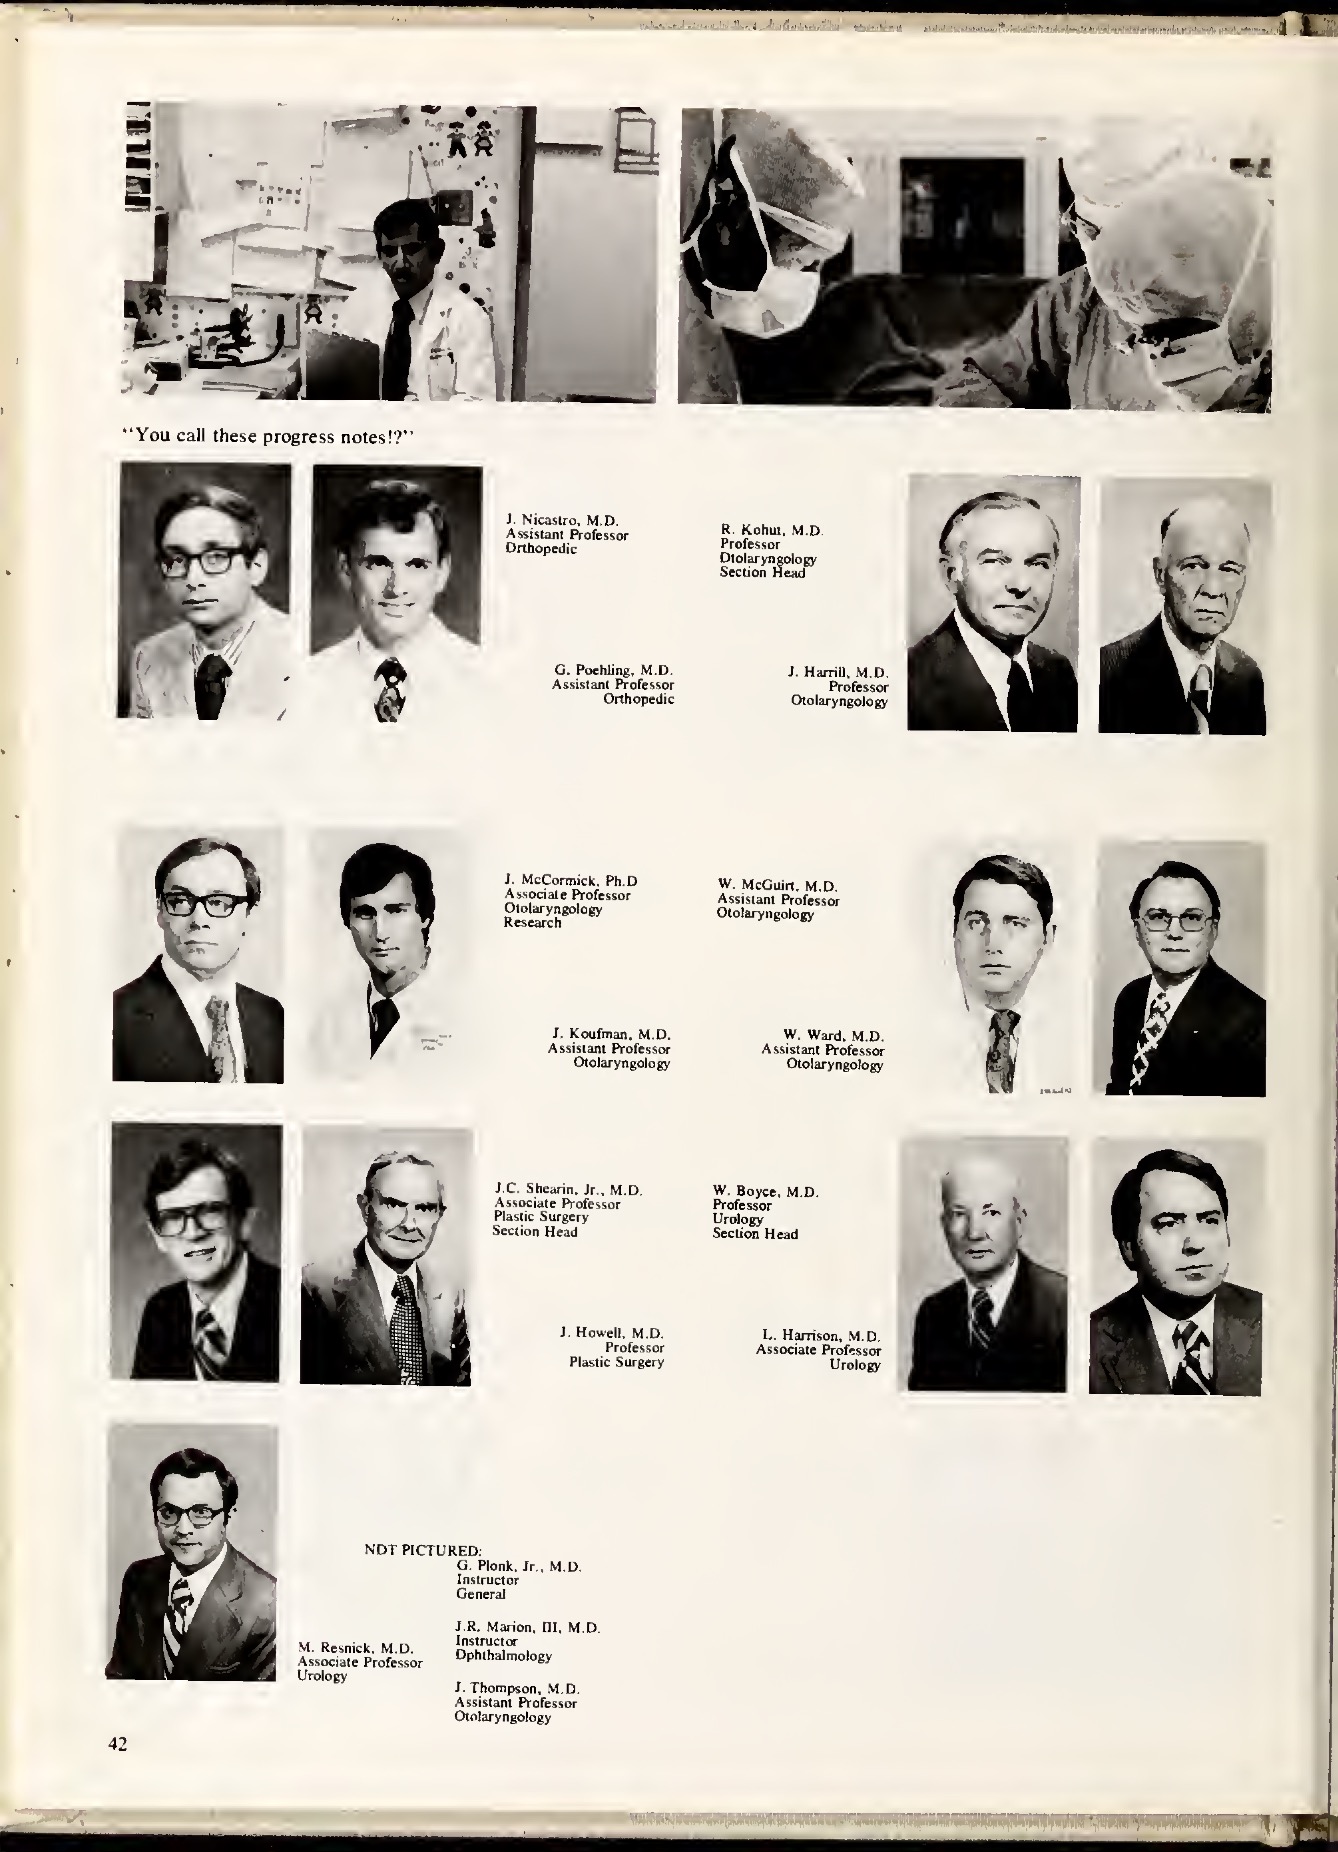 "You call these progress notes!?"
J. Nicastro, M.D.
Assistant Professor
Orthopedic
G. Poehling, M.D.
Assistant Professor
Orthopedic
R. Kohut, M.D.
Professor
Otolaryngology
Section Head
J. Harrill, M.D.
Professor
Otolaryngology
J. McCormick, Ph.D
Associate Professor
Otolaryngology
Research
J. Koufman, M.D.
Assistant Professor
Otolaryngology
W. McGuirt, M.D.
Assistant Professor
Otolaryngology
W. Ward, M.D.
Assistant Professor
Otolaryngology
J.C. Shearin, Jr., M.D.
Associate Professor
Plastic Surgery
Section Head
J. Howell, M.D.
Professor
Plastic Surgery
W. Boyce, M.D.
Professor
Urology
Section Head
L. Harrison, M.D.
Associate Professor
Urology
M. Resnick, M.D.
Associate Professor
Urology
NOT PICTURED:
G. Plonk, Jr., M.D.
Instructor
General
J.R. Marion, III, M.D.
Instructor
Ophthalmology
J. Thompson, M.D.
Assistant Professor
Otolaryngology
42